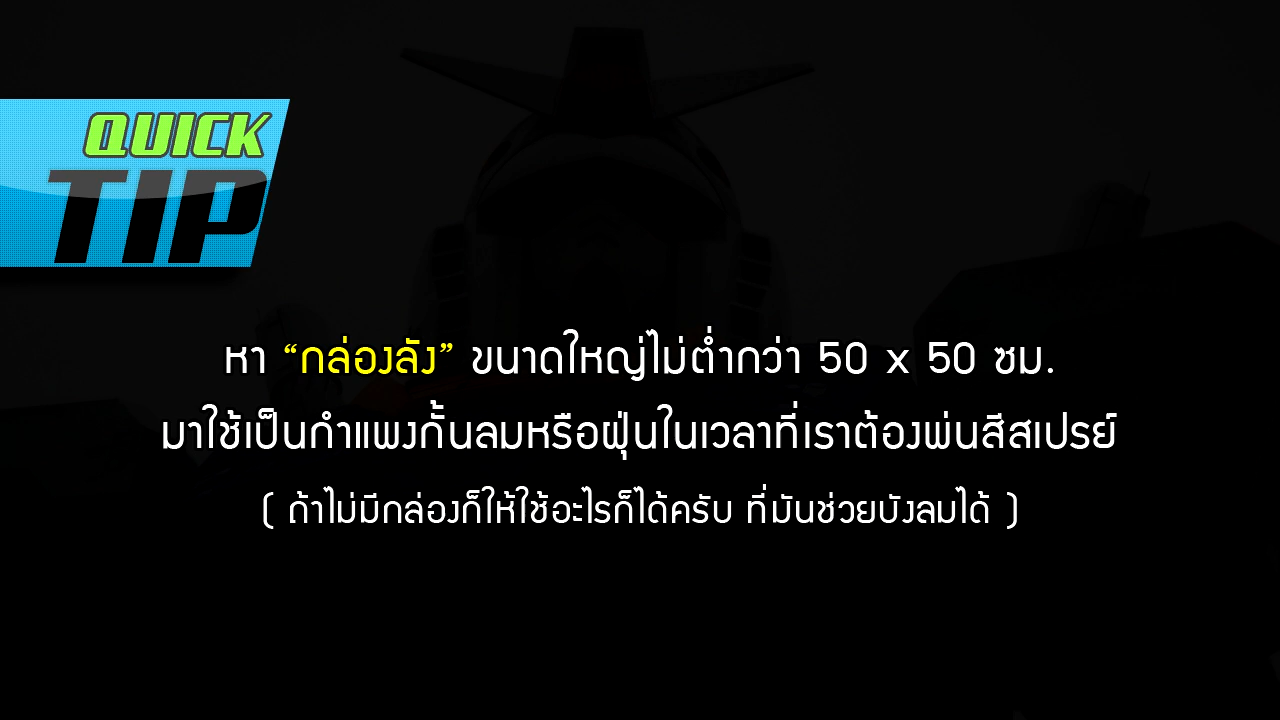 QUICK
TIP
หา “กล่องลัง” ขนาดใหญ่ไม่ต่ำกว่า 50 x 50 ซม.
มาใช้เป็นกำแพงกั้นลมหรือฝุ่นในเวลาที่เราต้องพ่นสีสเปรย์
( ถ้าไม่มีกล่องก็ให้ใช้อะไรก็ได้ครับ ที่มันช่วยบังลมได้ )